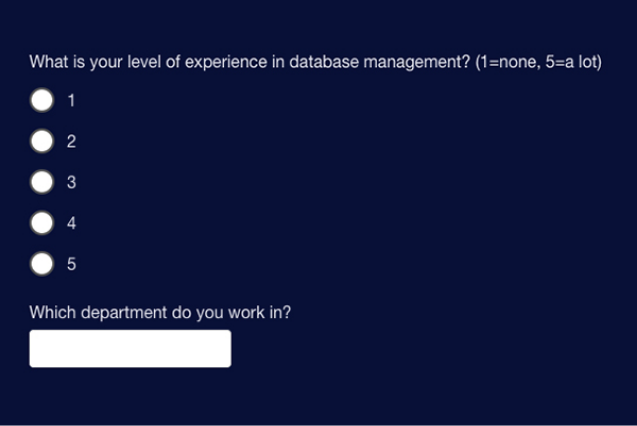 What is your level of experience in database management? (1=none, 5=a lot)
1
2
3
4
5
Which department do you work in?